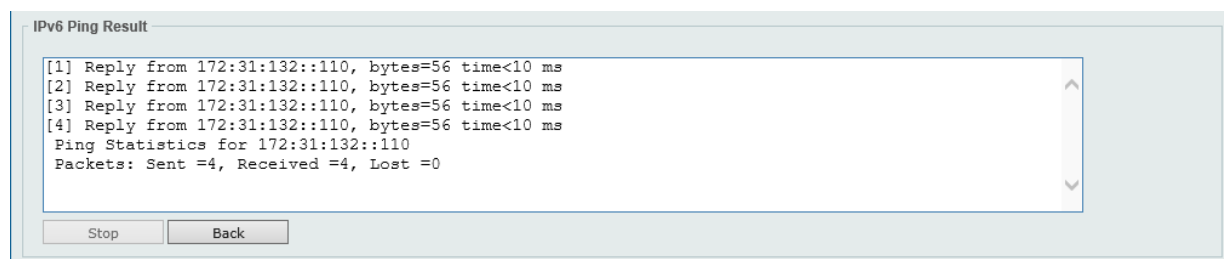 IPv6 Ping Result
[1] Reply from 172:31:132::110, bytes=56 time<10 ms
[2] Reply from 172:31:132::110, bytes=56 time<10 ms
[3] Reply from 172:31:132::110, bytes=56 time<10 ms
[4] Reply from 172:31:132::110, bytes=56 time<10 ms
Ping Statistics for 172:31:132::110
Packets: Sent =4, Received =4, Lost =0
Stop Back